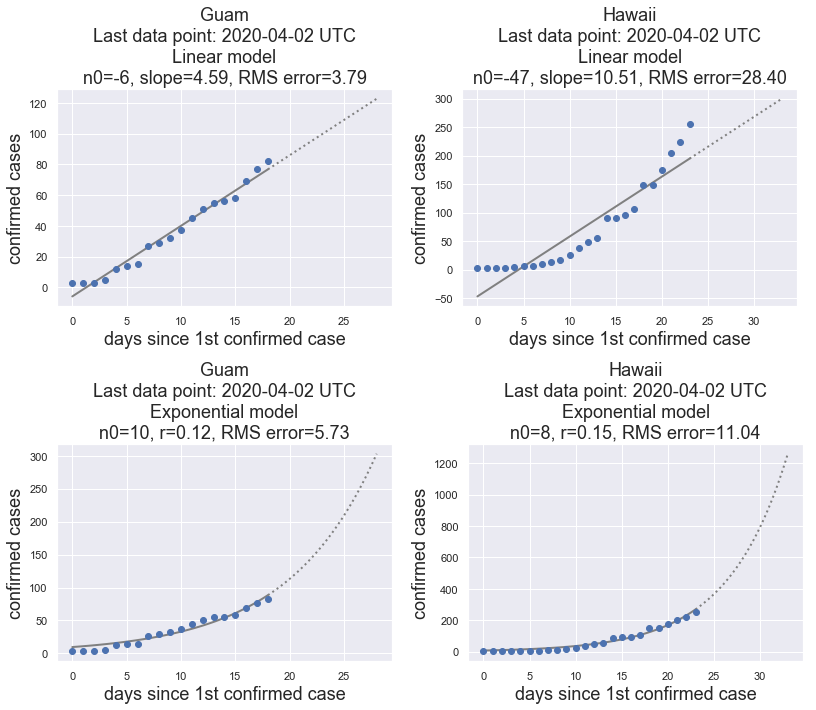 Guam
Last data point: 2020-04-02 UTC
Linear model
n0=-6, slope=4.59, RMS error=3.79
120
100
80
60
40
20
0
confirmed cases
0 5 10 15 20 25
days since 1st confirmed case
Hawaii
Last data point: 2020-04-02 UTC
Linear model
n0=-47, slope=10.51, RMS error=28.40
300
250
200
150
100
50
0
−50
confirmed cases
0 5 10 15 20 25 30
days since 1st confirmed case
Guam
Last data point: 2020-04-02 UTC
Exponential model
n0=10, r=0.12, RMS error=5.73
300
250
200
150
100
50
0
confirmed cases
0 5 10 15 20 25
days since 1st confirmed case
Hawaii
Last data point: 2020-04-02 UTC
Exponential model
n0=8, r=0.15, RMS error=11.04
1200
1000
800
600
400
200
0
confirmed cases
0 5 10 15 20 25 30
days since 1st confirmed case